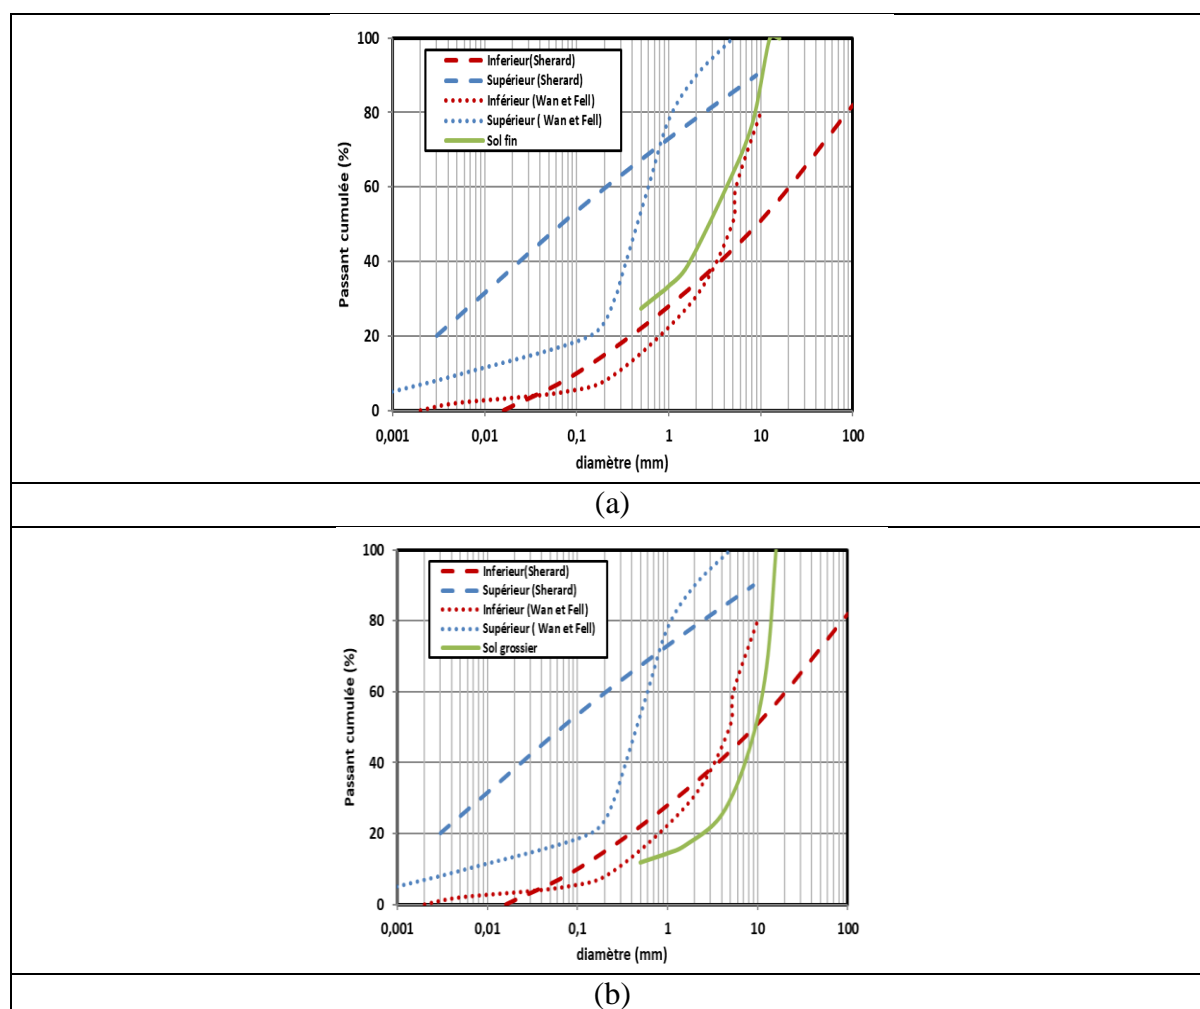 100
80
60
40
20
0
Passant cumulée (%)
Inferieur(Sherard)
Supérieur (Sherard)
Inférieur (Wan et Fell)
Supérieur ( Wan et Fell)
Sol fin
0,001 0,01 0,1 1 10 100
diamètre (mm)
(a)
100
80
60
40
20
0
Passant cumulée (%)
Inferieur(Sherard)
Supérieur (Sherard)
Inférieur (Wan et Fell)
Supérieur ( Wan et Fell)
Sol grossier
0,001 0,01 0,1 1 10 100
diamètre (mm)
(b)